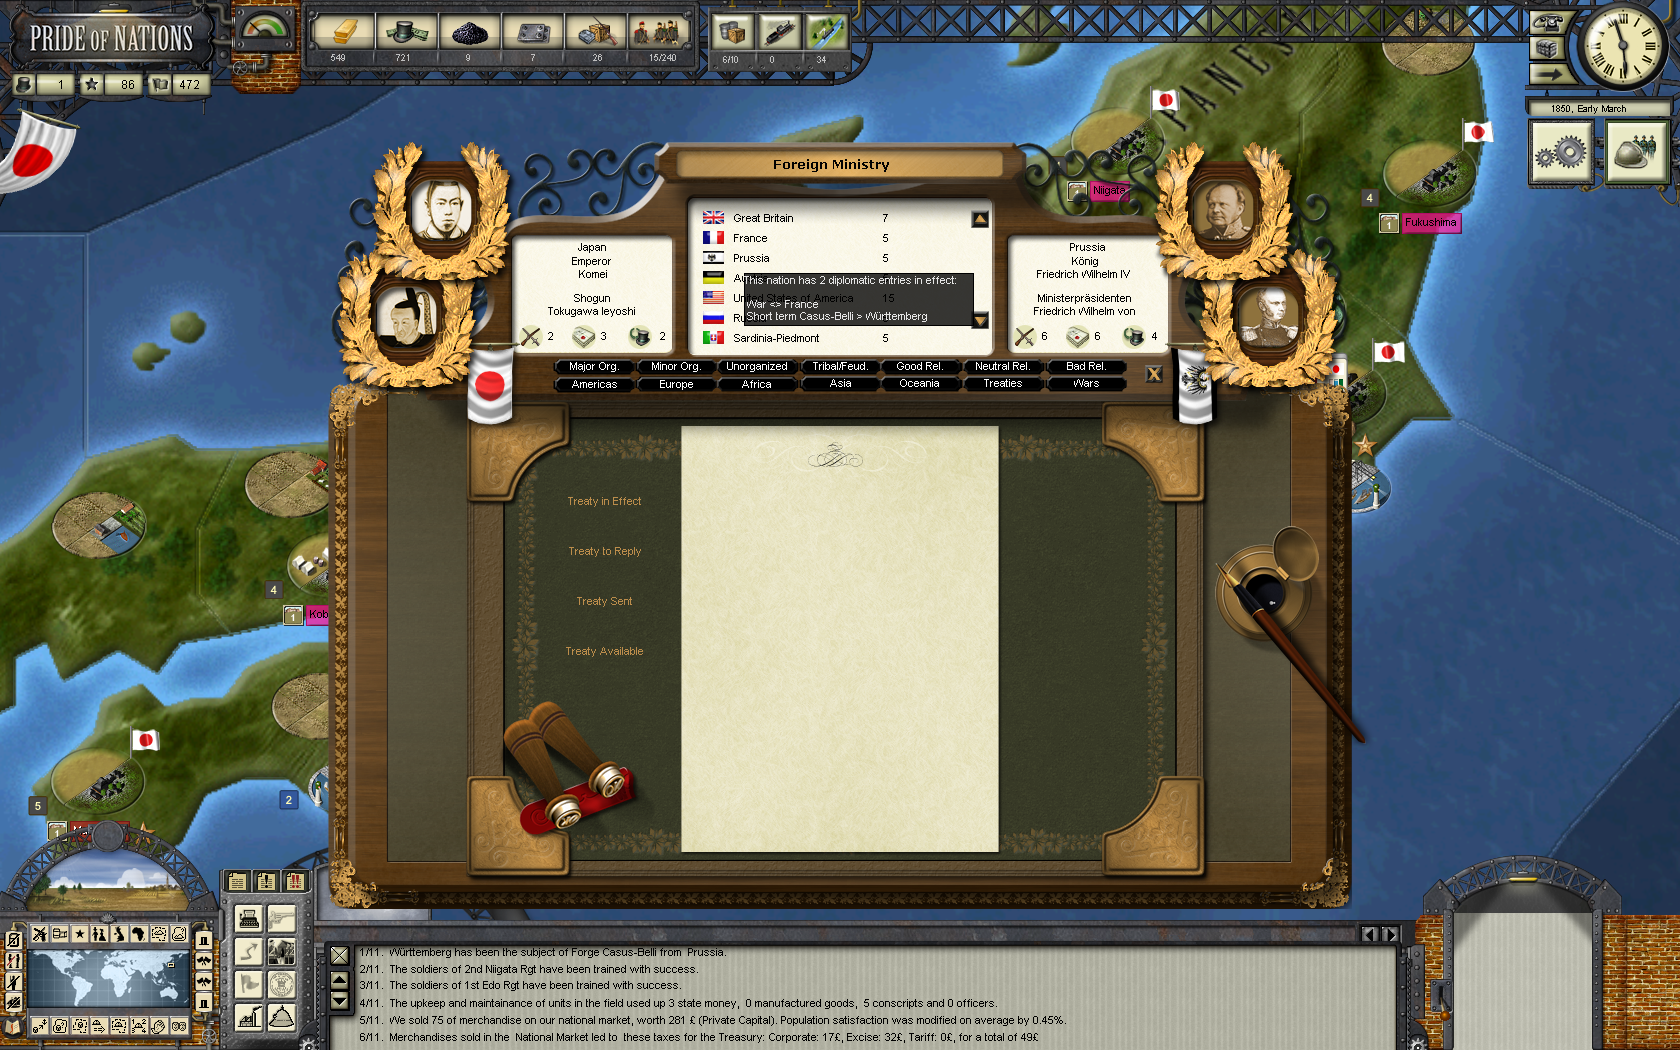 PRIDE OF NATIONS
549 721 9 7 26 15/240 6/10 0 34
1 86 472
1850, Early March
PANES
Foreign Ministry
Niigata
4
1 Fukushima
Japan
Emperor
Komei
Shogun
Tokugawa Ieyoshi
2 3 2
Great Britain 7
France 5
Prussia 5
This nation has 2 diplomatic entries in effect:
United States of America 15
War <> France
Short term Casus-Belli > Württemberg
Sardinia-Piedmont 5
Prussia
König
Friedrich Wilhelm IV
Ministerpräsidenten
Friedrich Wilhelm von
6 6 4
Major Org. Minor Org. Unorganized Tribal/Feud. Good Rel. Neutral Rel. Bad Rel.
Americas Europe Africa Asia Oceania Treaties Wars
X
Treaty in Effect
Treaty to Reply
Treaty Sent
Treaty Available
4
1 Kob
5
2
1
1/11. Württemberg has been the subject of Forge Casus-Belli from Prussia.
2/11. The soldiers of 2nd Niigata Rgt have been trained with success.
3/11. The soldiers of 1st Edo Rgt have been trained with success.
4/11. The upkeep and maintainance of units in the field used up 3 state money, 0 manufactured goods, 5 conscripts and 0 officers.
5/11. We sold 75 of merchandise on our national market, worth 281 £ (Private Capital). Population satisfaction was modified on average by 0.45%.
6/11. Merchandises sold in the National Market led to these taxes for the Treasury: Corporate: 17£, Excise: 32£, Tariff: 0£, for a total of 49£